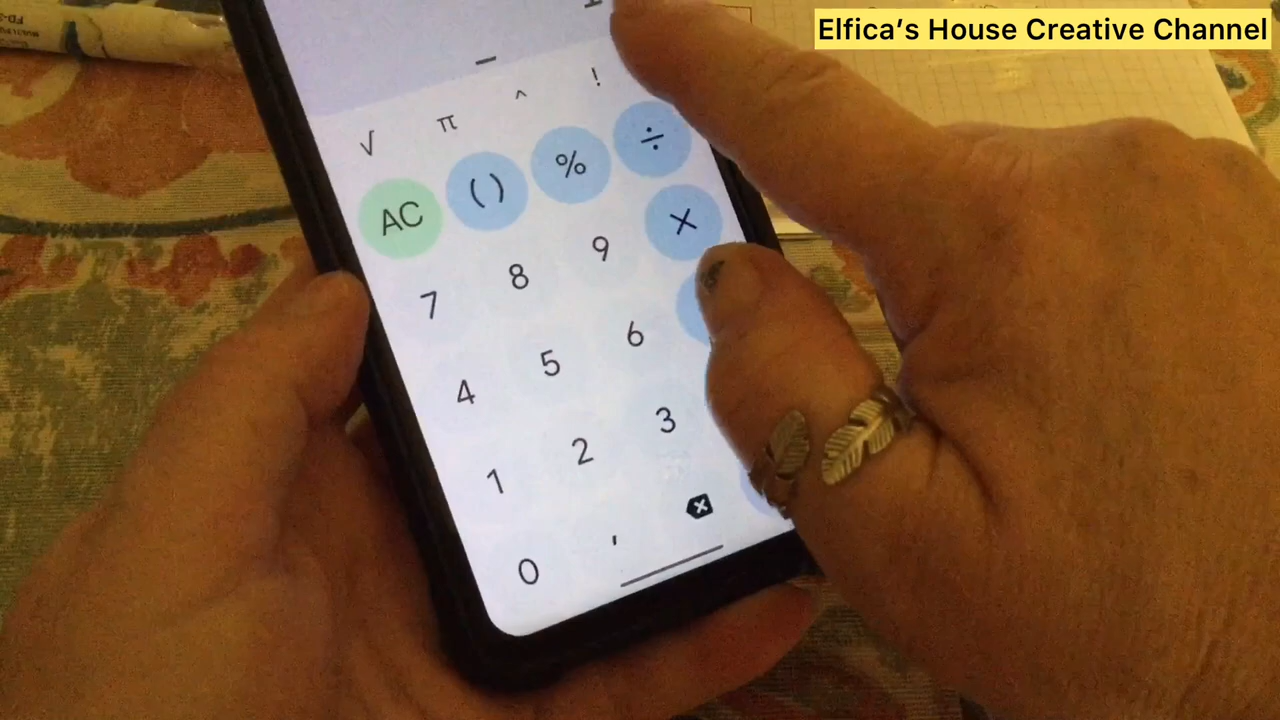 Elfica's House Creative Channel
√ π ^ !
AC ( ) % ÷
7 8 9 ×
4 5 6
1 2 3
0 ,